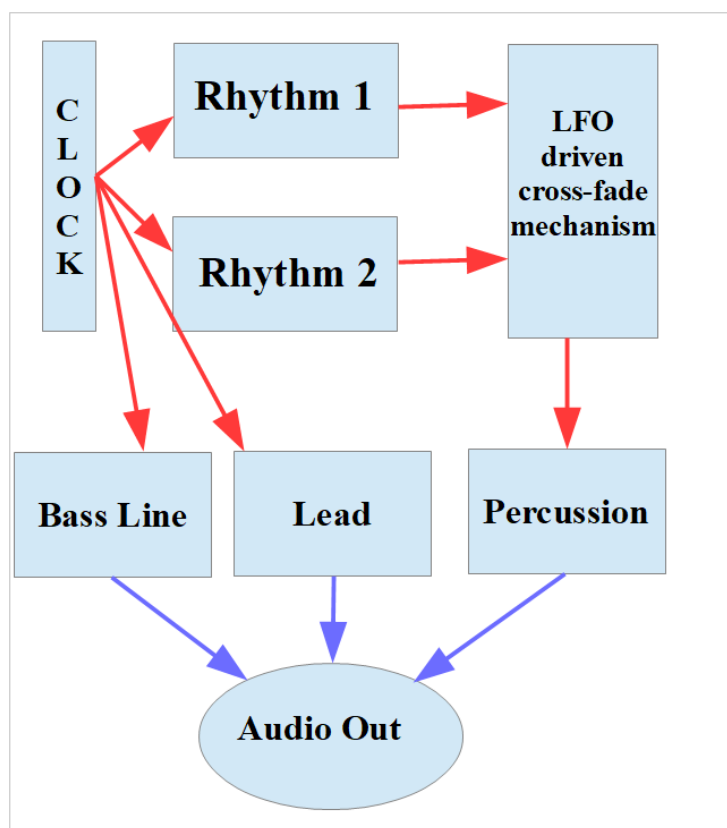 C
L
O
C
K
Rhythm 1
Rhythm 2
LFO
driven
cross-fade
mechanism
Bass Line
Lead
Percussion
Audio Out